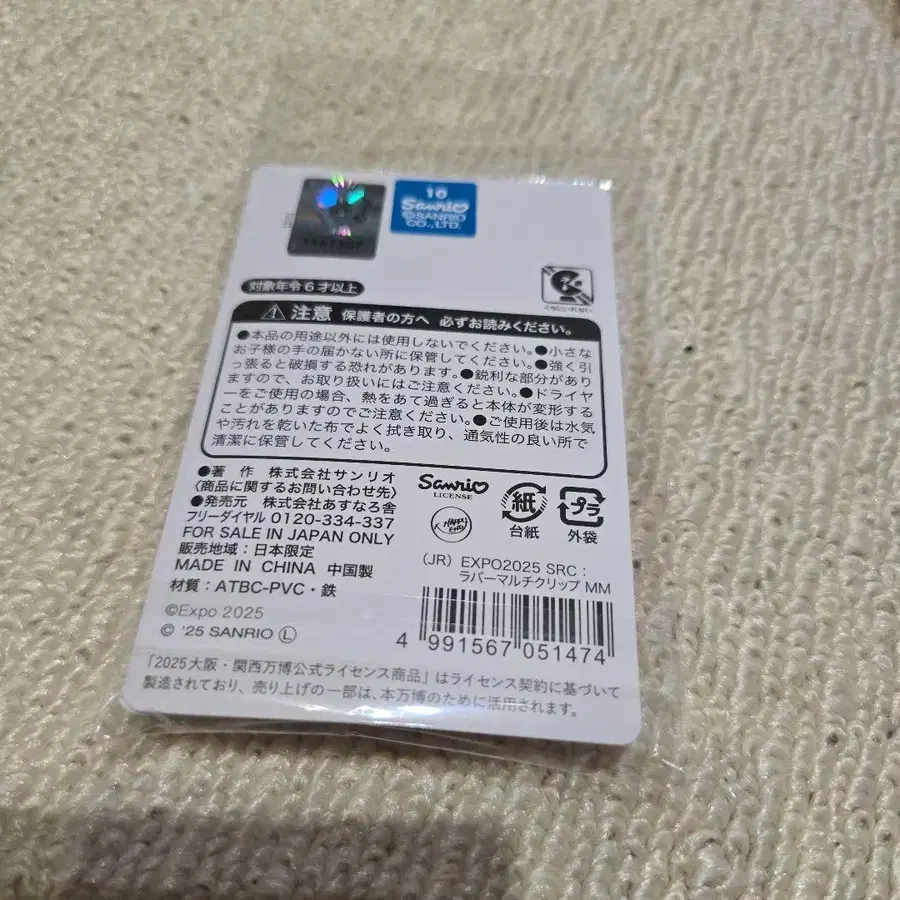 10
Sanrio
©SANRIO
CO., LTD.
対象年令6才以上
くちにいれない
注意 保護者の方へ 必ずお読みください。
●本品の用途以外には使用しないでください。●小さな
お子様の手の届かない所に保管してください。●強く引
っ張ると破損する恐れがあります。●鋭利な部分があり
ますので、お取り扱いにはご注意ください。●ドライヤ
ーをご使用の場合、熱をあて過ぎると本体が変形する
ことがありますのでご注意ください。●ご使用後は水気
や汚れを乾いた布でよく拭き取り、通気性の良い所で
清潔に保管してください。
●著 作 株式会社サンリオ
〈商品に関するお問い合わせ先〉
●発売元 株式会社あすなろ舎
フリーダイヤル 0120-334-337
FOR SALE IN JAPAN ONLY
販売地域：日本限定
MADE IN CHINA 中国製
材質：ATBC-PVC・鉄
©Expo 2025
© '25 SANRIO Ⓛ
Sanrio
LICENSE
紙
台紙
プラ
外袋
(JR) EXPO2025 SRC：
ラバーマルチクリップ MM
4 991567 051474
「2025大阪・関西万博公式ライセンス商品」はライセンス契約に基づいて
製造されており、売り上げの一部は、本万博のために活用されます。